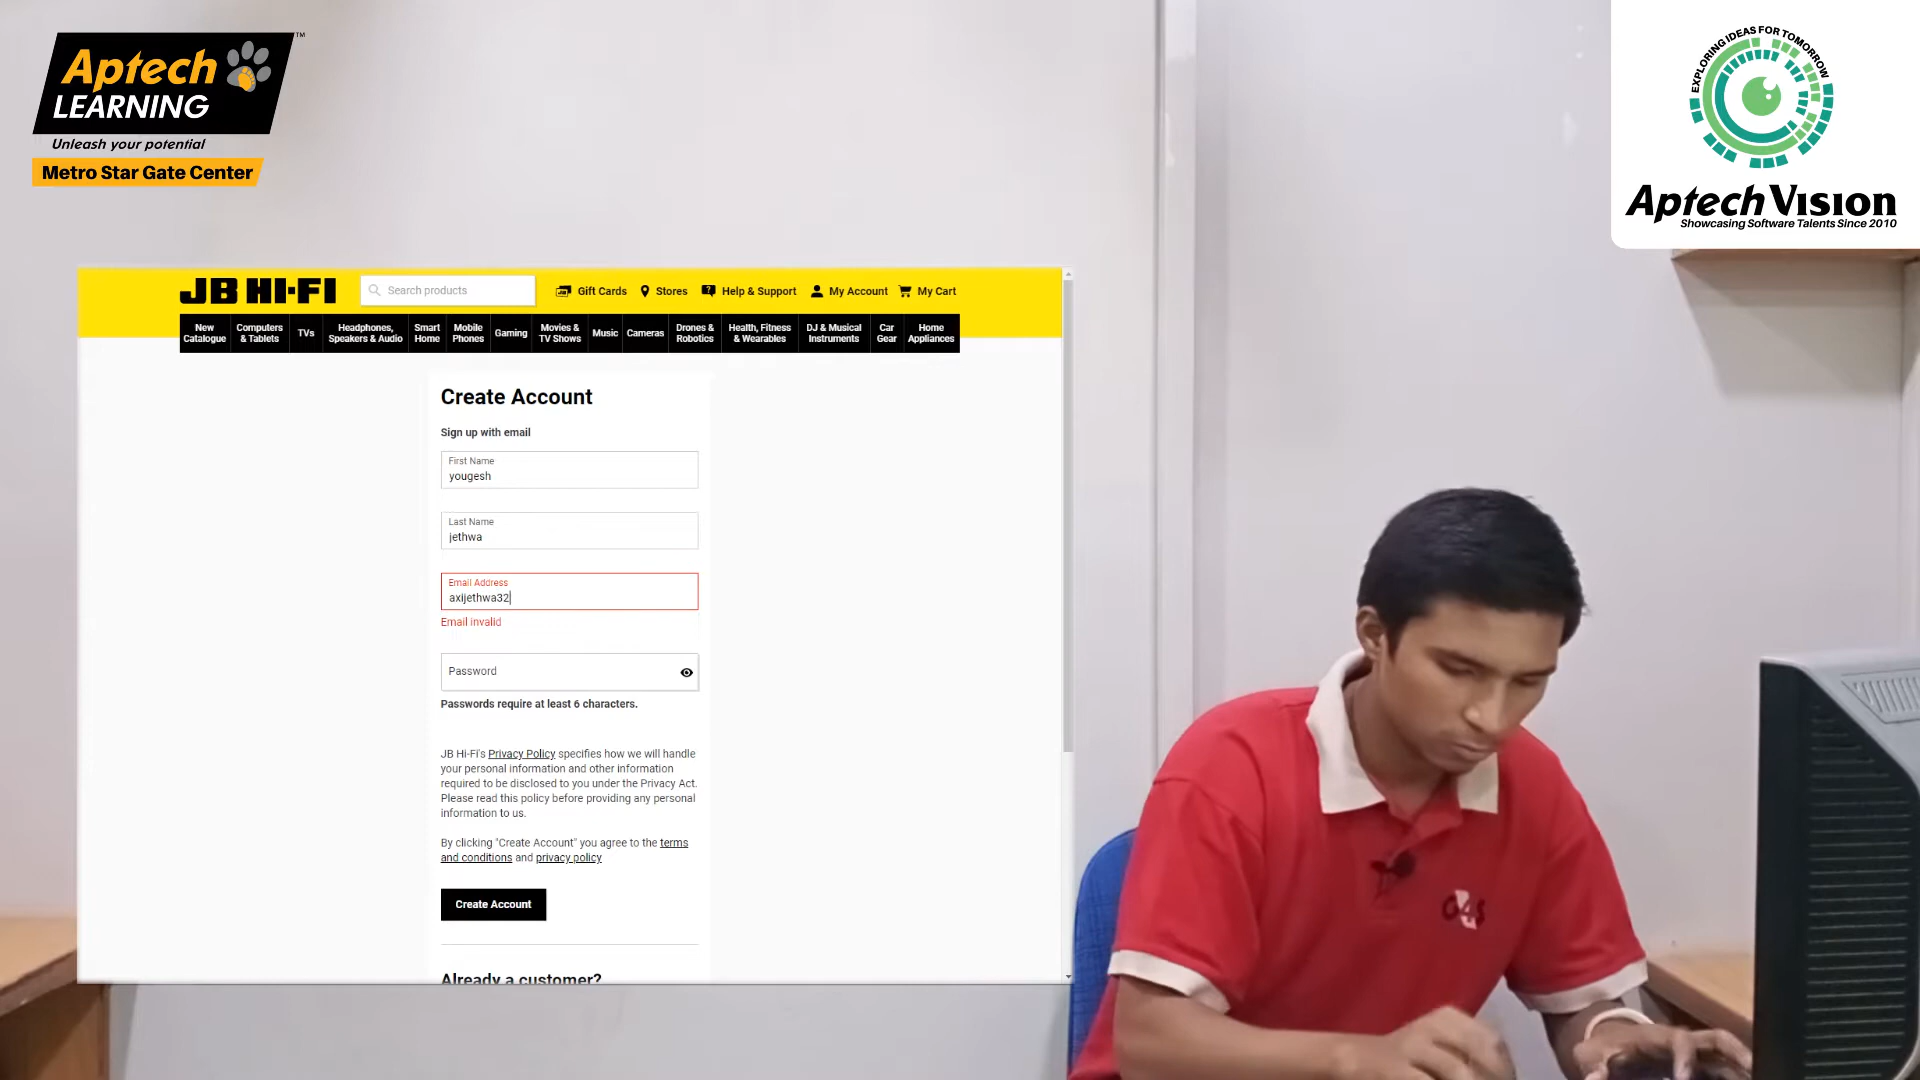 Aptech
LEARNING
TM
Unleash your potential
Metro Star Gate Center
EXPLORING IDEAS FOR TOMORROW
Aptech Vision
Showcasing Software Talents Since 2010
JB HI-FI
Search products
Gift Cards
Stores
Help & Support
My Account
My Cart
New
Catalogue
Computers
& Tablets
TVs
Headphones,
Speakers & Audio
Smart
Home
Mobile
Phones
Gaming
Movies &
TV Shows
Music
Cameras
Drones &
Robotics
Health, Fitness
& Wearables
DJ & Musical
Instruments
Car
Gear
Home
Appliances
Create Account
Sign up with email
First Name
yougesh
Last Name
jethwa
Email Address
axijethwa32
Email invalid
Password
Passwords require at least 6 characters.
JB Hi-Fi's Privacy Policy specifies how we will handle
your personal information and other information
required to be disclosed to you under the Privacy Act.
Please read this policy before providing any personal
information to us.
By clicking "Create Account" you agree to the terms
and conditions and privacy policy
Create Account
Already a customer?